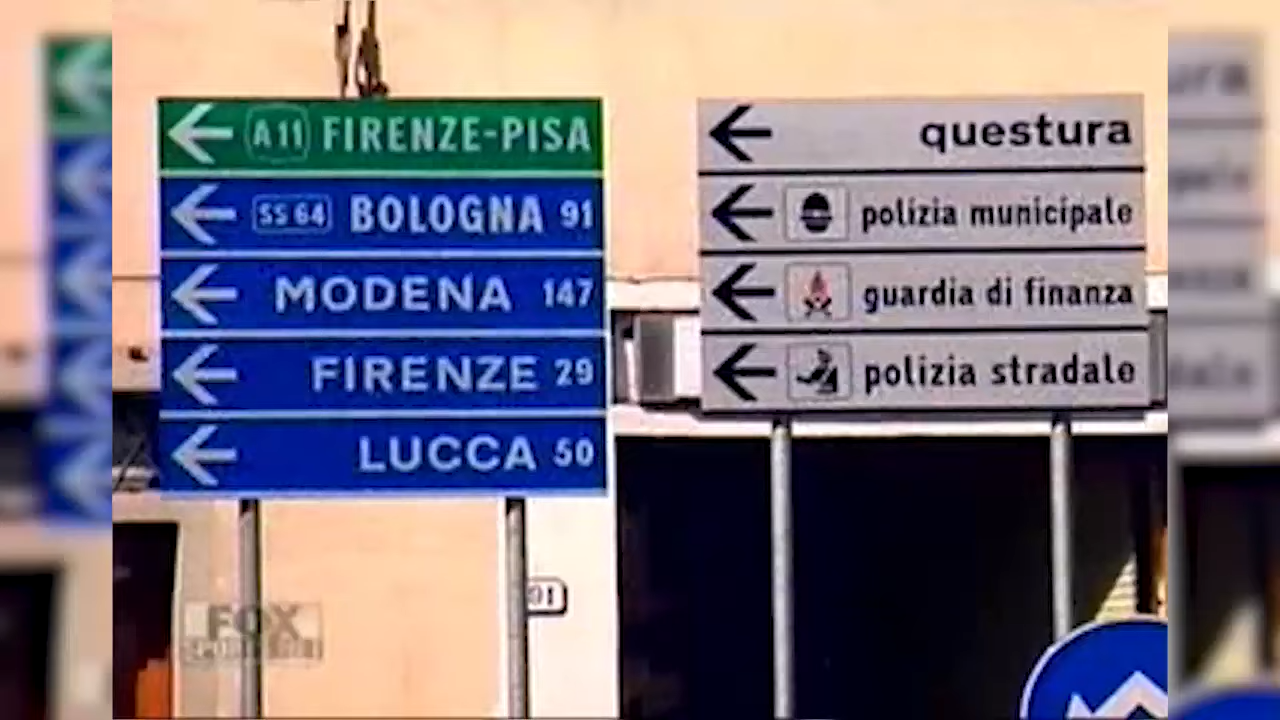 A11 FIRENZE-PISA
SS 64 BOLOGNA 91
MODENA 147
FIRENZE 29
LUCCA 50
questura
polizia municipale
guardia di finanza
polizia stradale
91
FOX